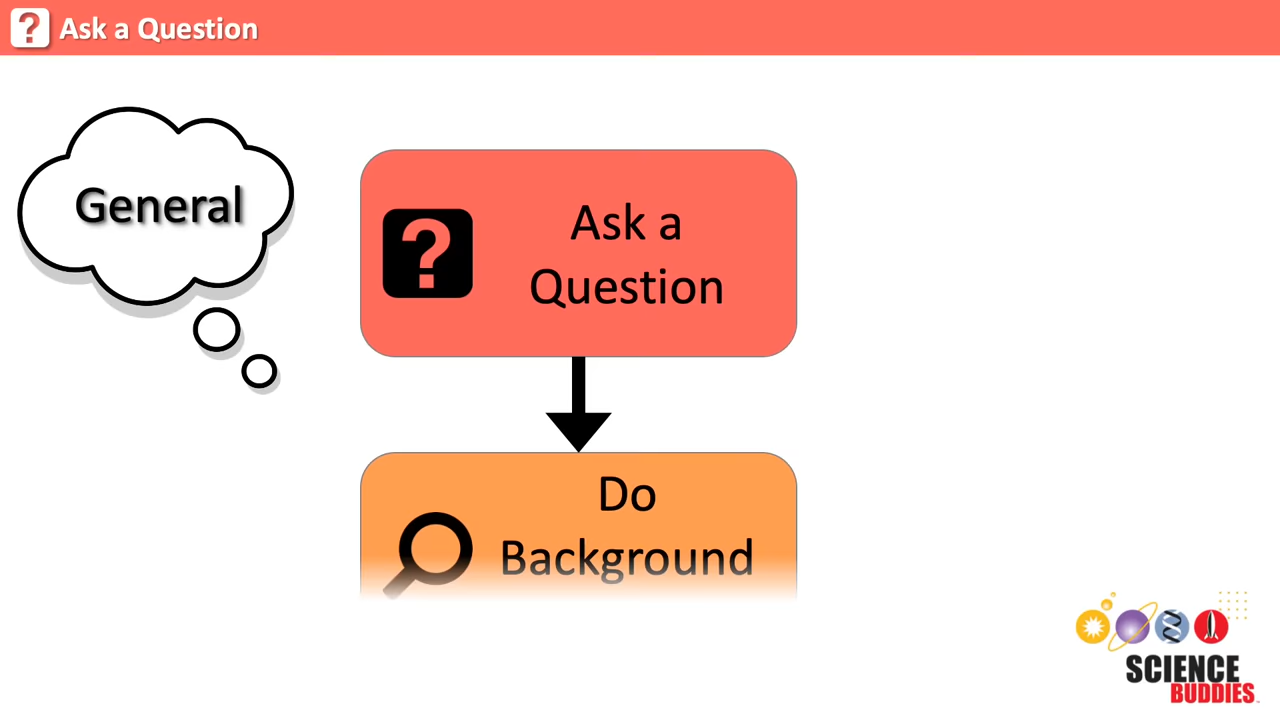 ? Ask a Question
General
? Ask a
Question
Do
Background
SCIENCE
BUDDIES